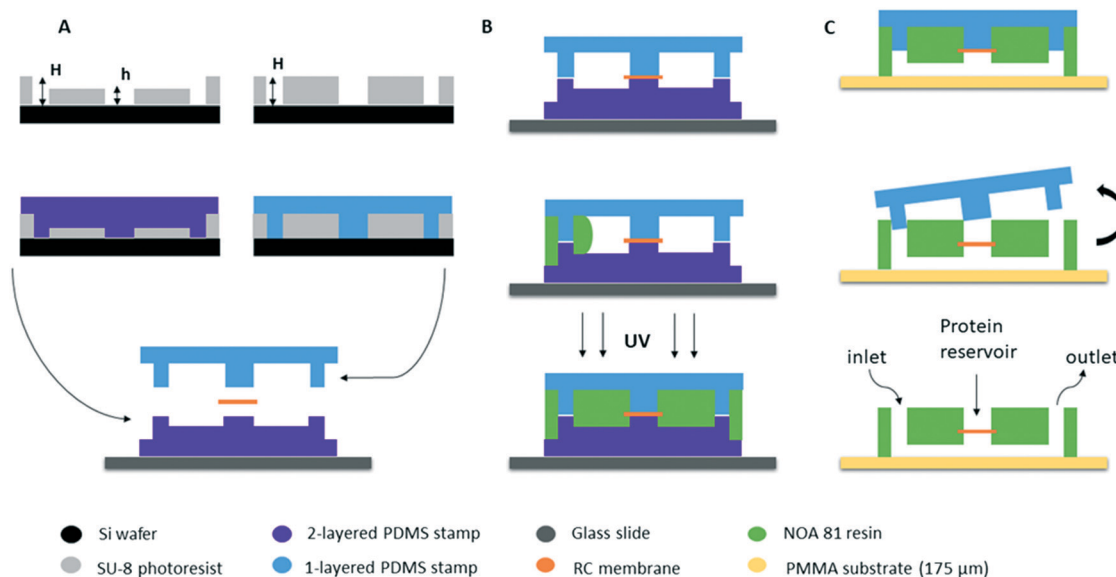 A
H
h
H
B
UV
C
Protein
reservoir
inlet
outlet
Si wafer
2-layered PDMS stamp
Glass slide
NOA 81 resin
SU-8 photoresist
1-layered PDMS stamp
RC membrane
PMMA substrate (175 μm)